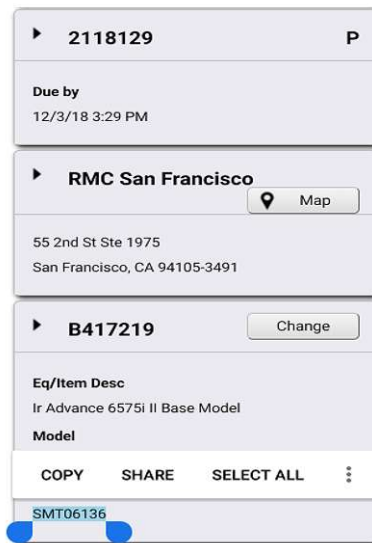 2118129 P
Due by
12/3/18 3:29 PM
RMC San Francisco
Map
55 2nd St Ste 1975
San Francisco, CA 94105-3491
B417219 Change
Eq/Item Desc
Ir Advance 6575i II Base Model
Model
COPY SHARE SELECT ALL
SMT06136